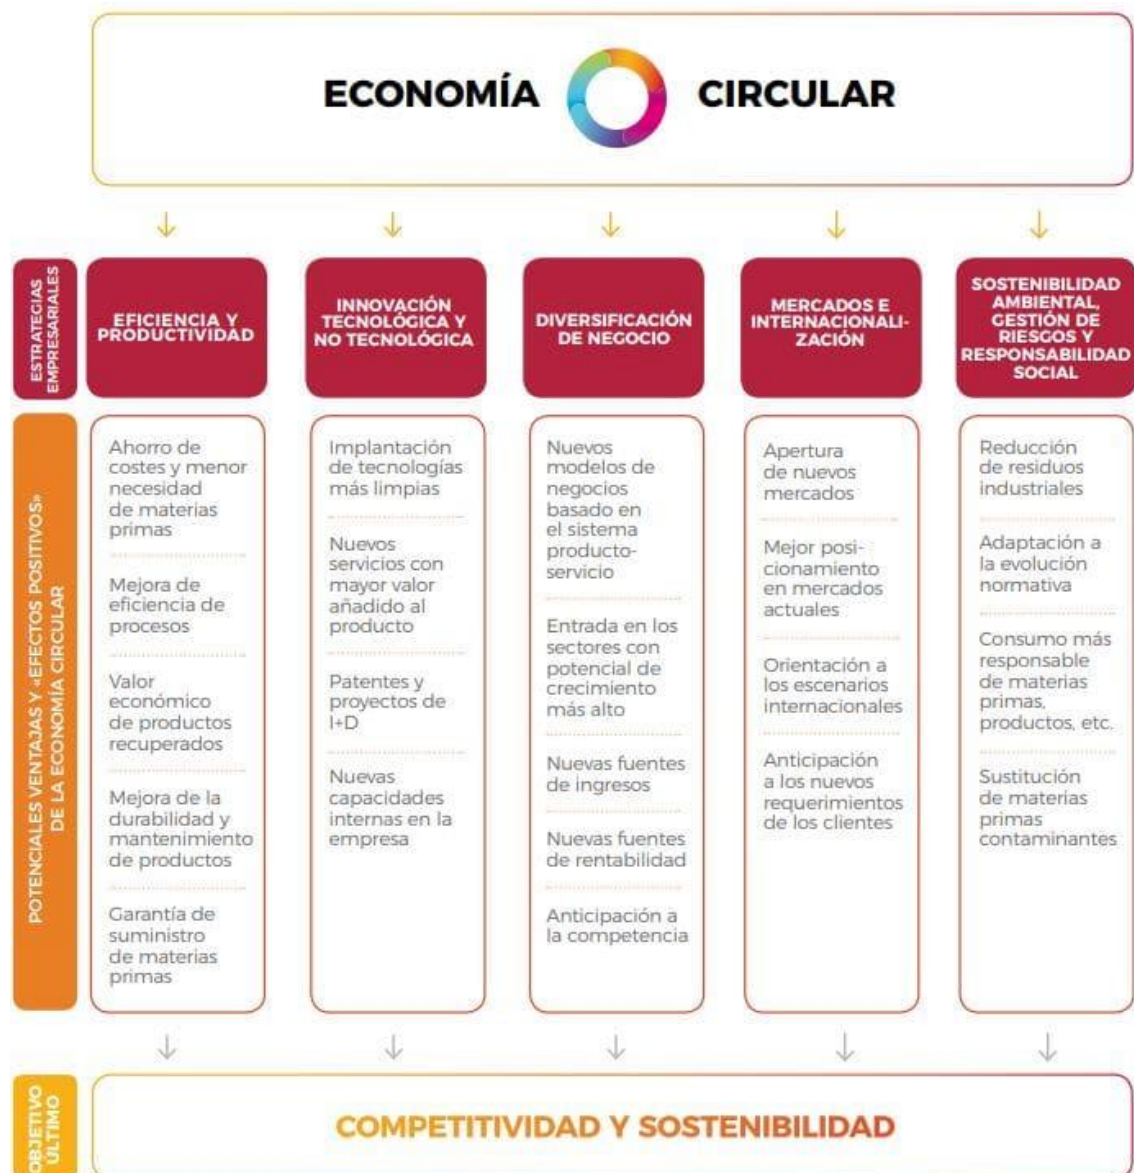 ECONOMÍA CIRCULAR
ESTRATEGIAS
EMPRESARIALES
EFICIENCIA Y
PRODUCTIVIDAD
INNOVACIÓN
TECNOLÓGICA Y
NO TECNOLÓGICA
DIVERSIFICACIÓN
DE NEGOCIO
MERCADOS E
INTERNACIONALI-
ZACIÓN
SOSTENIBILIDAD
AMBIENTAL,
GESTIÓN DE
RIESGOS Y
RESPONSABILIDAD
SOCIAL
POTENCIALES VENTAJAS Y «EFECTOS POSITIVOS»
DE LA ECONOMÍA CIRCULAR
Ahorro de
costes y menor
necesidad
de materias
primas
Mejora de
eficiencia de
procesos
Valor
económico
de productos
recuperados
Mejora de la
durabilidad y
mantenimiento
de productos
Garantía de
suministro
de materias
primas
Implantación
de tecnologías
más limpias
Nuevos
servicios con
mayor valor
añadido al
producto
Patentes y
proyectos de
I+D
Nuevas
capacidades
internas en la
empresa
Nuevos
modelos de
negocios
basado en
el sistema
producto-
servicio
Entrada en los
sectores con
potencial de
crecimiento
más alto
Nuevas fuentes
de ingresos
Nuevas fuentes
de rentabilidad
Anticipación a
la competencia
Apertura
de nuevos
mercados
Mejor posi-
cionamiento
en mercados
actuales
Orientación a
los escenarios
internacionales
Anticipación
a los nuevos
requerimientos
de los clientes
Reducción
de residuos
industriales
Adaptación a
la evolución
normativa
Consumo más
responsable
de materias
primas,
productos, etc.
Sustitución
de materias
primas
contaminantes
OBJETIVO
ÚLTIMO
COMPETITIVIDAD Y SOSTENIBILIDAD